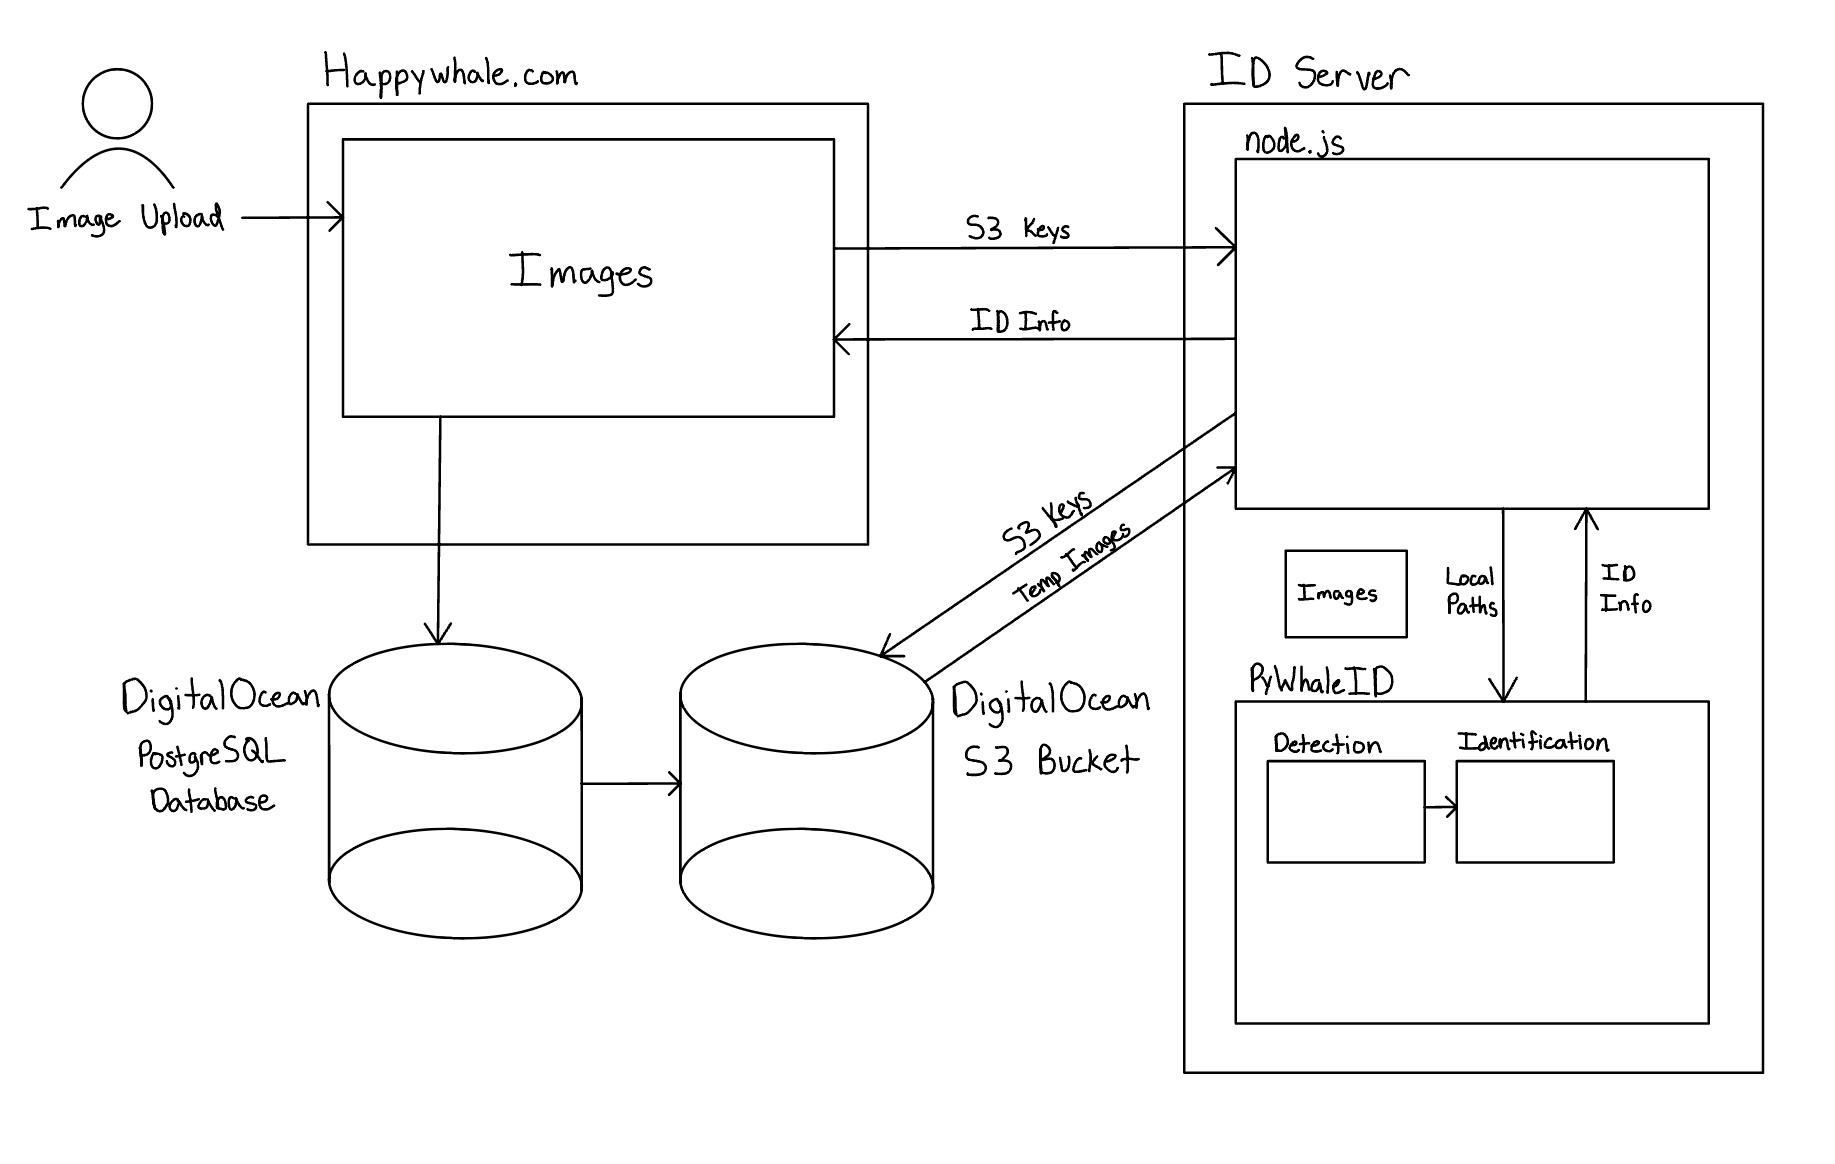 Happywhale.com
ID Server
node.js
Image Upload
Images
S3 Keys
ID Info
S3 Keys
Temp Images
Images
Local
Paths
ID
Info
DigitalOcean
PostgreSQL
Database
DigitalOcean
S3 Bucket
PyWhaleID
Detection
Identification